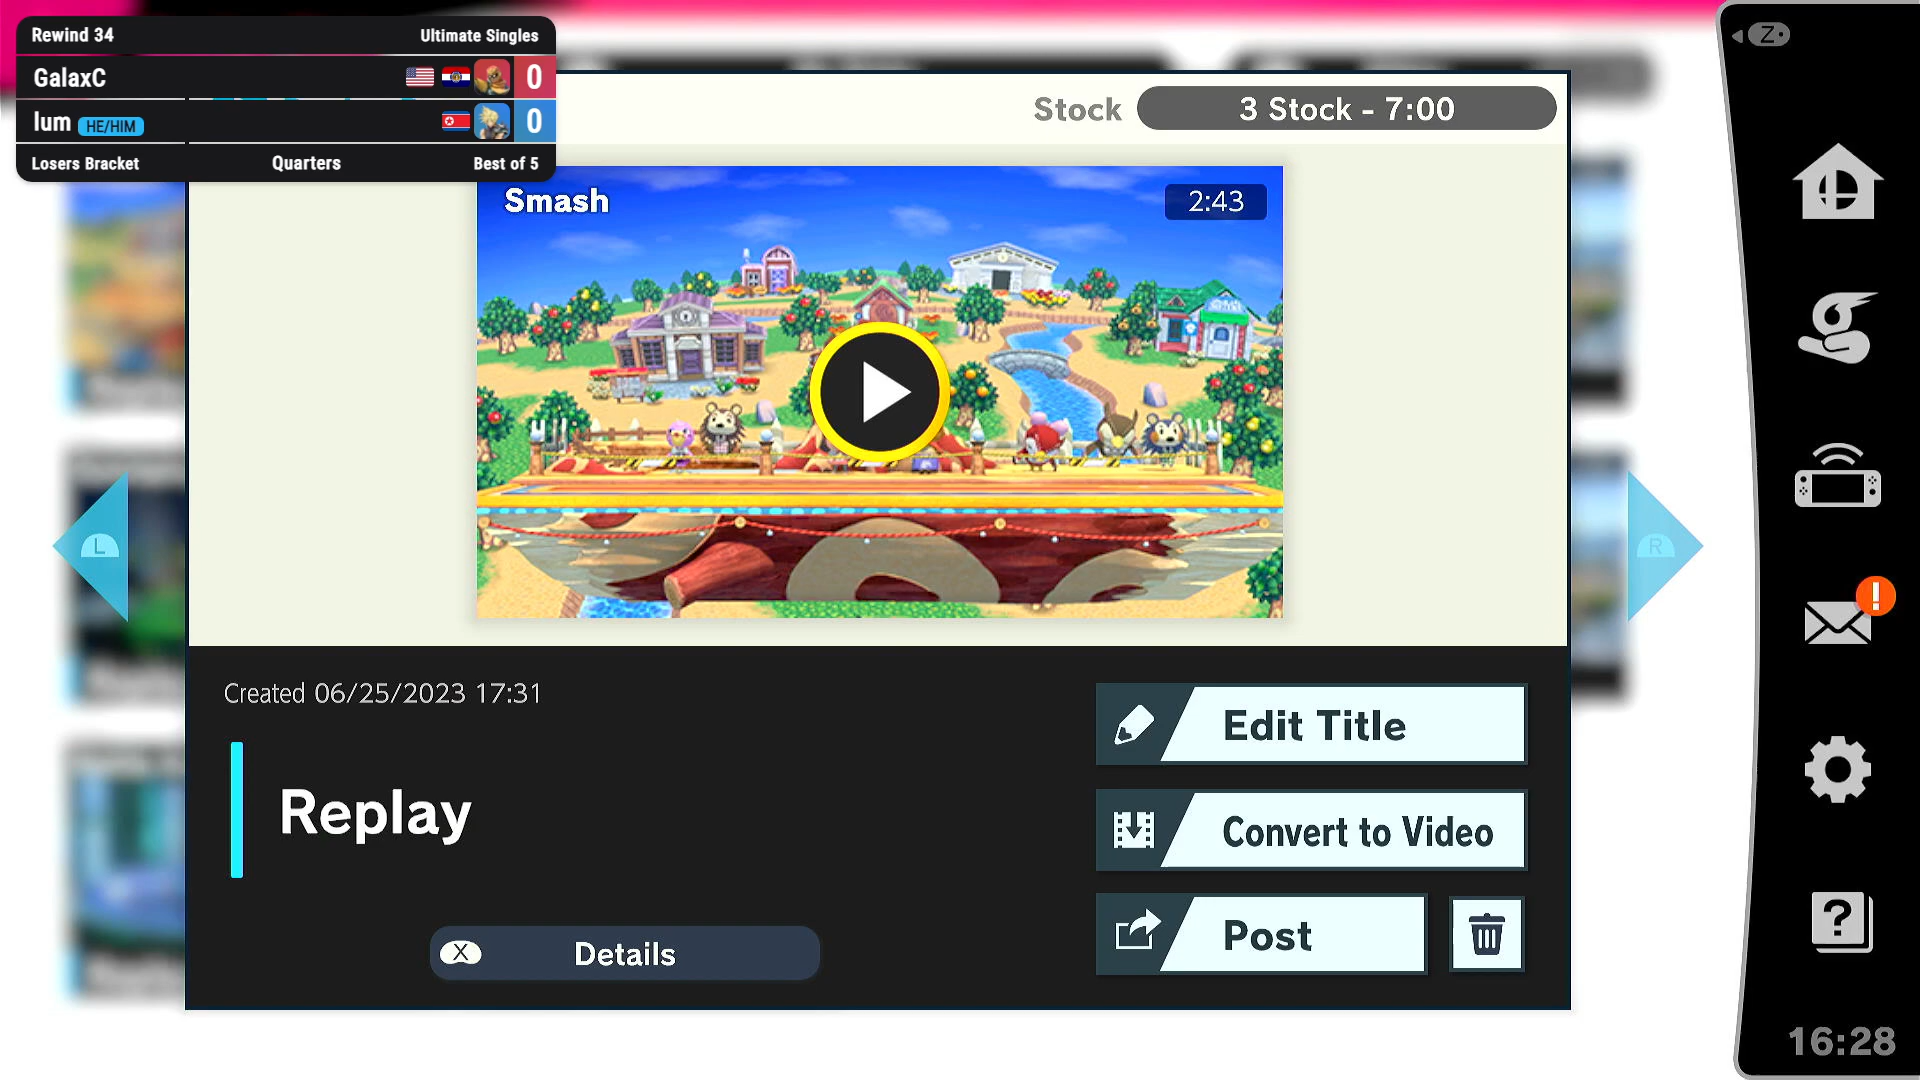 Rewind 34
Ultimate Singles
GalaxC
0
lum HE/HIM
0
Losers Bracket
Quarters
Best of 5
Stock
3 Stock - 7:00
Smash
2:43
L
R
Z
Created 06/25/2023 17:31
Replay
X Details
Edit Title
Convert to Video
Post
!
?
16:28